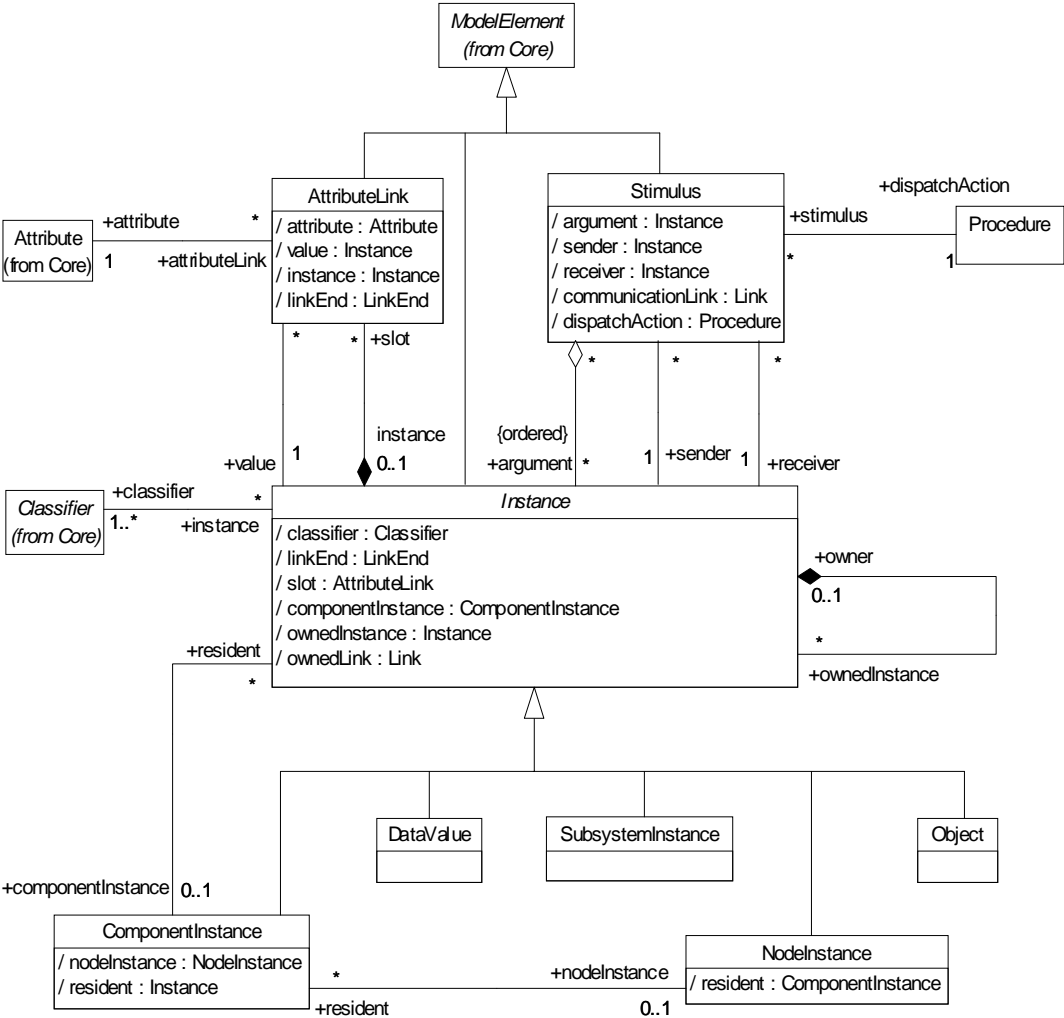 ModelElement
(from Core)
AttributeLink
/ attribute : Attribute
/ value : Instance
/ instance : Instance
/ linkEnd : LinkEnd
Stimulus
/ argument : Instance
/ sender : Instance
/ receiver : Instance
/ communicationLink : Link
/ dispatchAction : Procedure
+dispatchAction
+stimulus
*
1
Procedure
Attribute
(from Core)
+attribute
*
1
+attributeLink
*
*
+slot
*
*
*
instance
1
0..1
+value
{ordered}
+argument
*
1
+sender
1
+receiver
Classifier
(from Core)
+classifier
*
1..*
+instance
Instance
/ classifier : Classifier
/ linkEnd : LinkEnd
/ slot : AttributeLink
/ componentInstance : ComponentInstance
/ ownedInstance : Instance
/ ownedLink : Link
+owner
0..1
*
+ownedInstance
+resident
*
DataValue
SubsystemInstance
Object
+componentInstance
0..1
ComponentInstance
/ nodeInstance : NodeInstance
/ resident : Instance
*
+resident
+nodeInstance
0..1
NodeInstance
/ resident : ComponentInstance